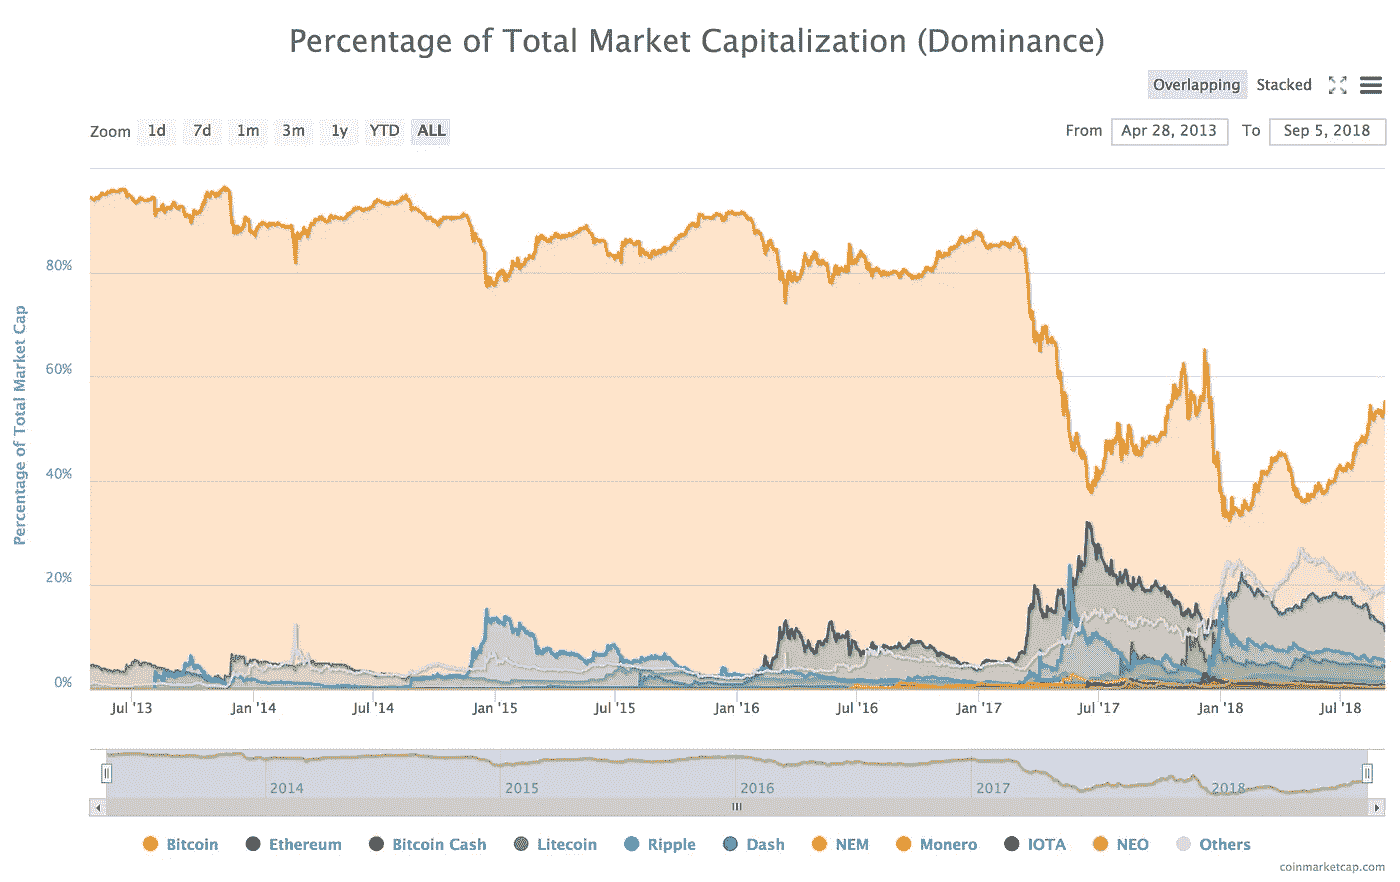 Percentage of Total Market Capitalization (Dominance)
Overlapping Stacked
Zoom 1d 7d 1m 3m 1y YTD ALL From Apr 28, 2013 To Sep 5, 2018
Percentage of Total Market Cap
80%
60%
40%
20%
0%
Jul '13 Jan '14 Jul '14 Jan '15 Jul '15 Jan '16 Jul '16 Jan '17 Jul '17 Jan '18 Jul '18
2014 2015 2016 2017 2018
Bitcoin Ethereum Bitcoin Cash Litecoin Ripple Dash NEM Monero IOTA NEO Others
coinmarketcap.com